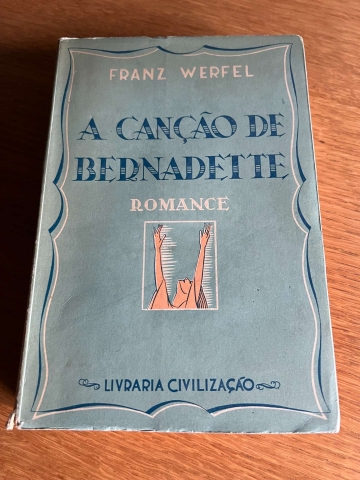 FRANZ WERFEL
A CANÇÃO DE
BERNADETTE
ROMANCE
LIVRARIA CIVILIZAÇÃO